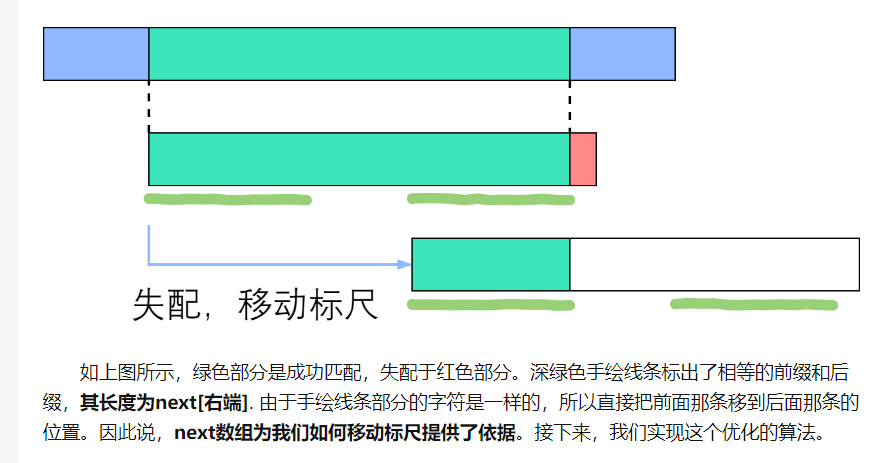 失配，移动标尺
如上图所示，绿色部分是成功匹配，失配于红色部分。深绿色手绘线条标出了相等的前缀和后
缀，其长度为next[右端]. 由于手绘线条部分的字符是一样的，所以直接把前面那条移到后面那条的
位置。因此说，next数组为我们如何移动标尺提供了依据。接下来，我们实现这个优化的算法。